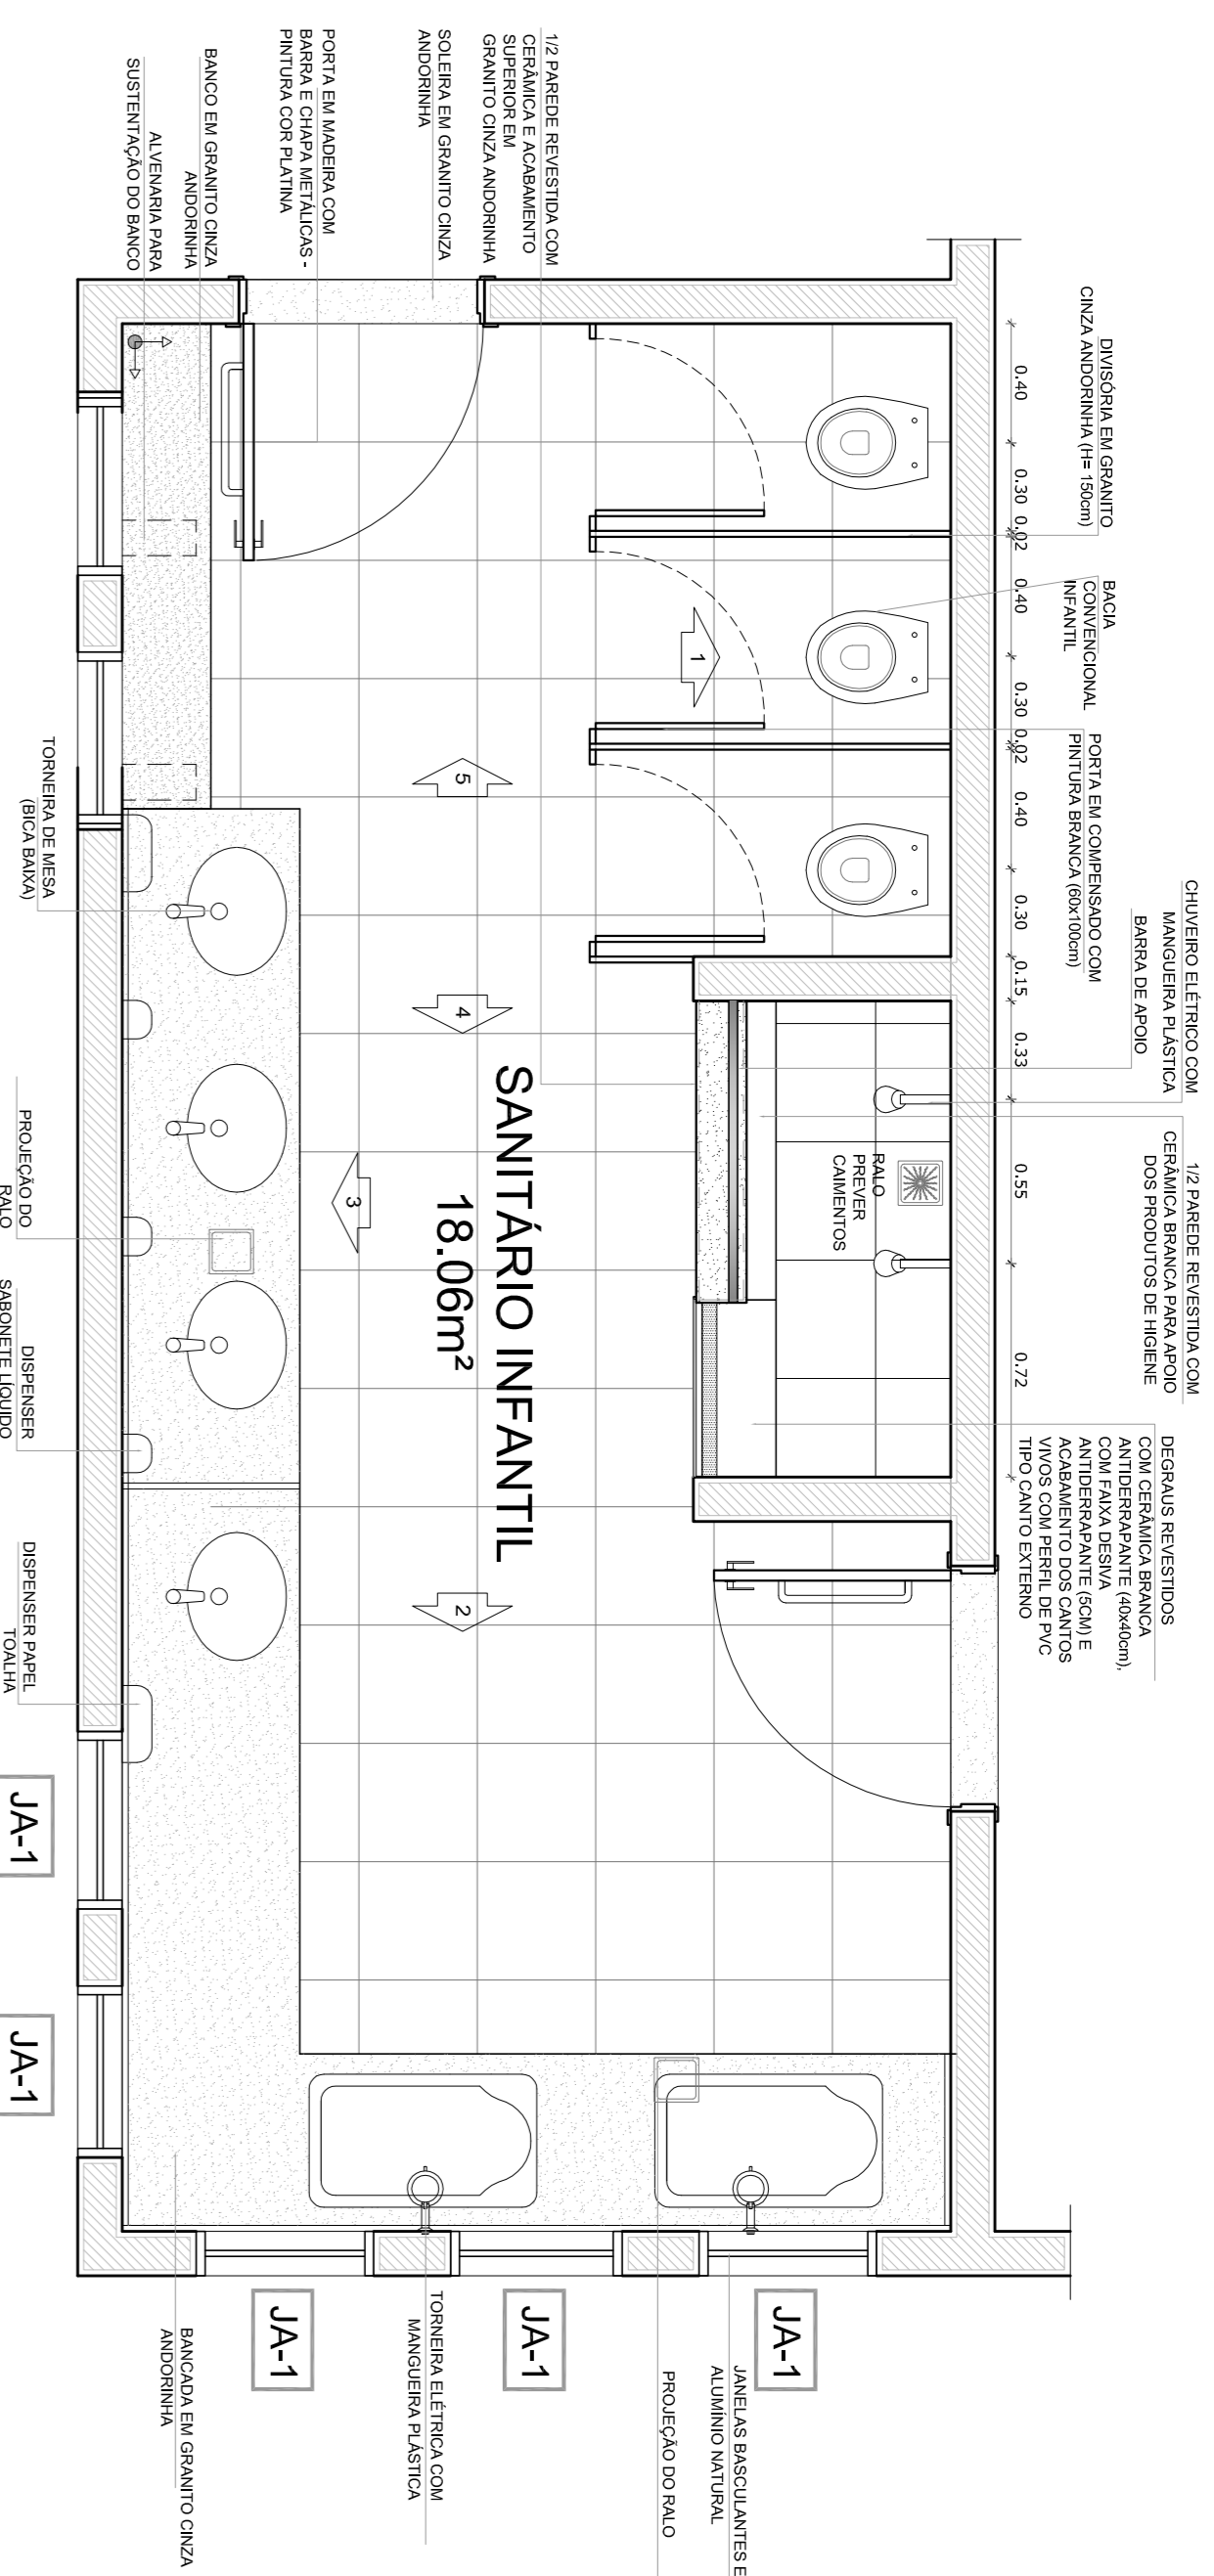 CHUVEIRO ELÉTRICO COM
MANGUEIRA PLÁSTICA
BARRA DE APOIO
1/2 PAREDE REVESTIDA COM
CERÂMICA BRANCA PARA APOIO
DOS PRODUTOS DE HIGIENE
DEGRAUS REVESTIDOS
COM CERÂMICA BRANCA
ANTIDERRAPANTE (40x40cm),
COM FAIXA DESIVA
ANTIDERRAPANTE (5CM) E
ACABAMENTO DOS CANTOS
VIVOS COM PERFIL DE PVC
TIPO CANTO EXTERNO
DIVISÓRIA EM GRANITO
CINZA ANDORINHA (H= 150cm)
BACIA
CONVENCIONAL
INFANTIL
PORTA EM COMPENSADO COM
PINTURA BRANCA (60x100cm)
0.40
0.30
0.02
0.40
0.30
0.02
0.40
0.30
0.15
0.33
0.55
0.72
RALO
PREVER
CAIMENTOS
1/2 PAREDE REVESTIDA COM
CERÂMICA E ACABAMENTO
SUPERIOR EM
GRANITO CINZA ANDORINHA
SOLEIRA EM GRANITO CINZA
ANDORINHA
PORTA EM MADEIRA COM
BARRA E CHAPA METÁLICAS -
PINTURA COR PLATINA
BANCO EM GRANITO CINZA
ANDORINHA
ALVENARIA PARA
SUSTENTAÇÃO DO BANCO
1
5
4
3
2
SANITÁRIO INFANTIL
18.06m²
JA-1
JANELAS BASCULANTES E
ALUMÍNIO NATURAL
PROJEÇÃO DO RALO
JA-1
TORNEIRA ELÉTRICA COM
MANGUEIRA PLÁSTICA
JA-1
BANCADA EM GRANITO CINZA
ANDORINHA
TORNEIRA DE MESA
(BICA BAIXA)
PROJEÇÃO DO
RALO
DISPENSER
SABONETE LÍQUIDO
DISPENSER PAPEL
TOALHA
JA-1
JA-1